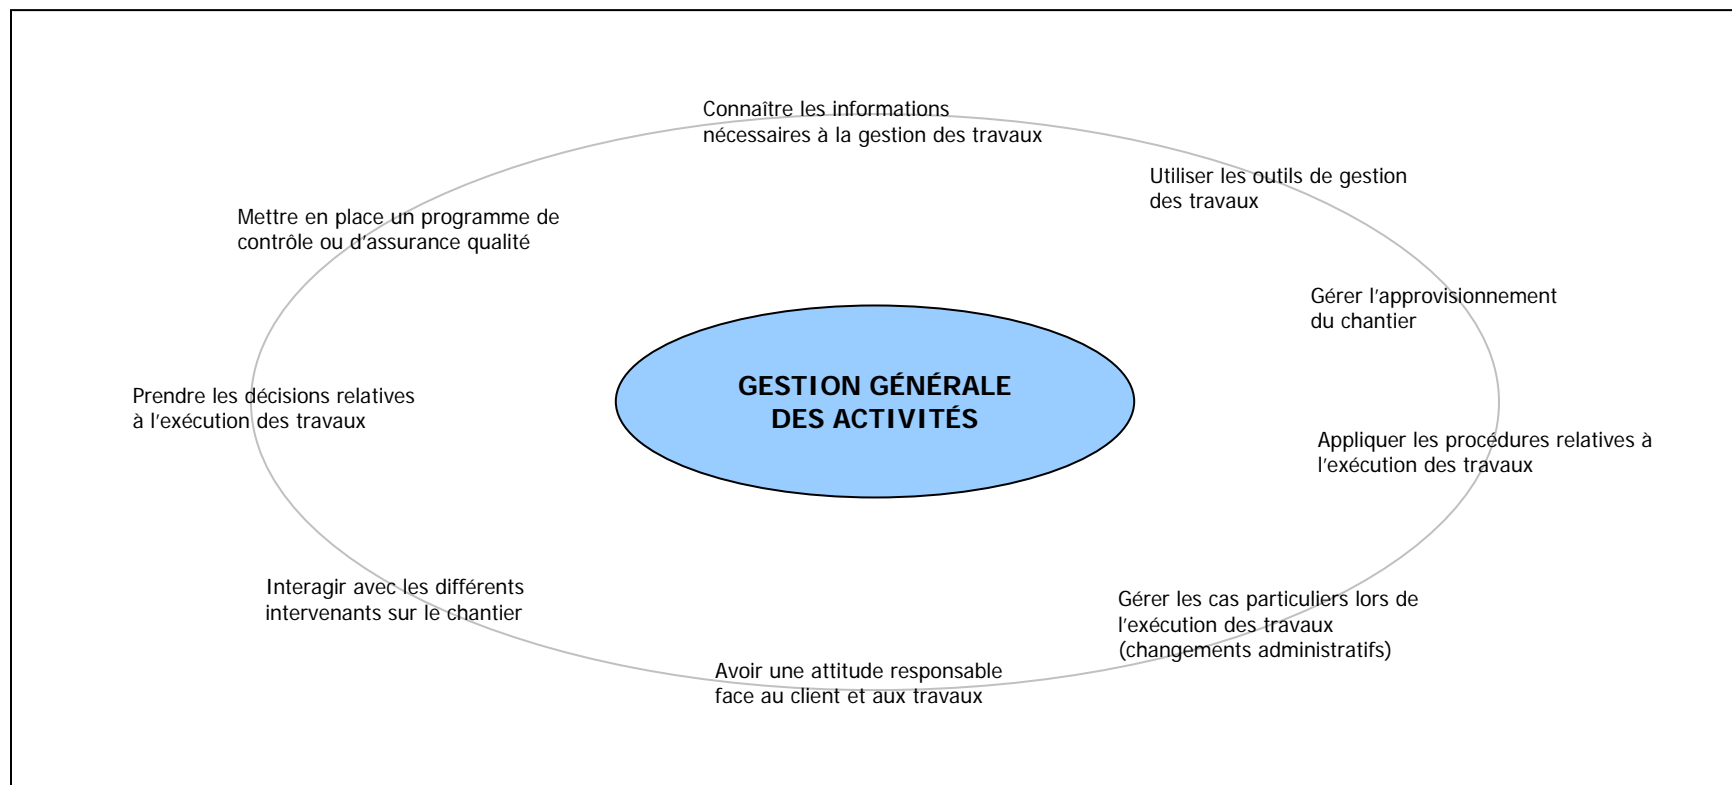 Connaître les informations
nécessaires à la gestion des travaux
Utiliser les outils de gestion
des travaux
Mettre en place un programme de
contrôle ou d'assurance qualité
Gérer l'approvisionnement
du chantier
GESTION GÉNÉRALE
DES ACTIVITÉS
Prendre les décisions relatives
à l'exécution des travaux
Appliquer les procédures relatives à
l'exécution des travaux
Interagir avec les différents
intervenants sur le chantier
Gérer les cas particuliers lors de
l'exécution des travaux
(changements administratifs)
Avoir une attitude responsable
face au client et aux travaux